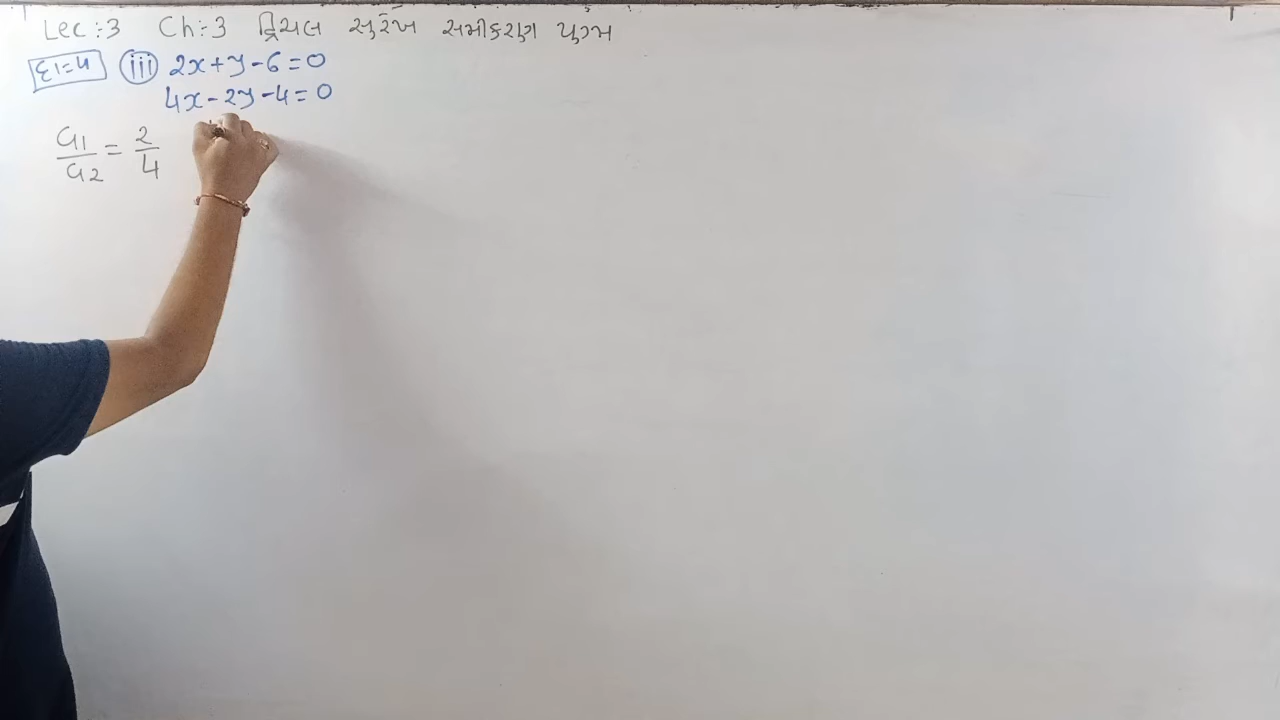 Lec:3 Ch:3 દ્વિચલ સુરેખ સમીકરણ યુગ્મ
દા=4 (iii) 2x+y-6=0
4x-2y-4=0
a1/a2 = 2/4